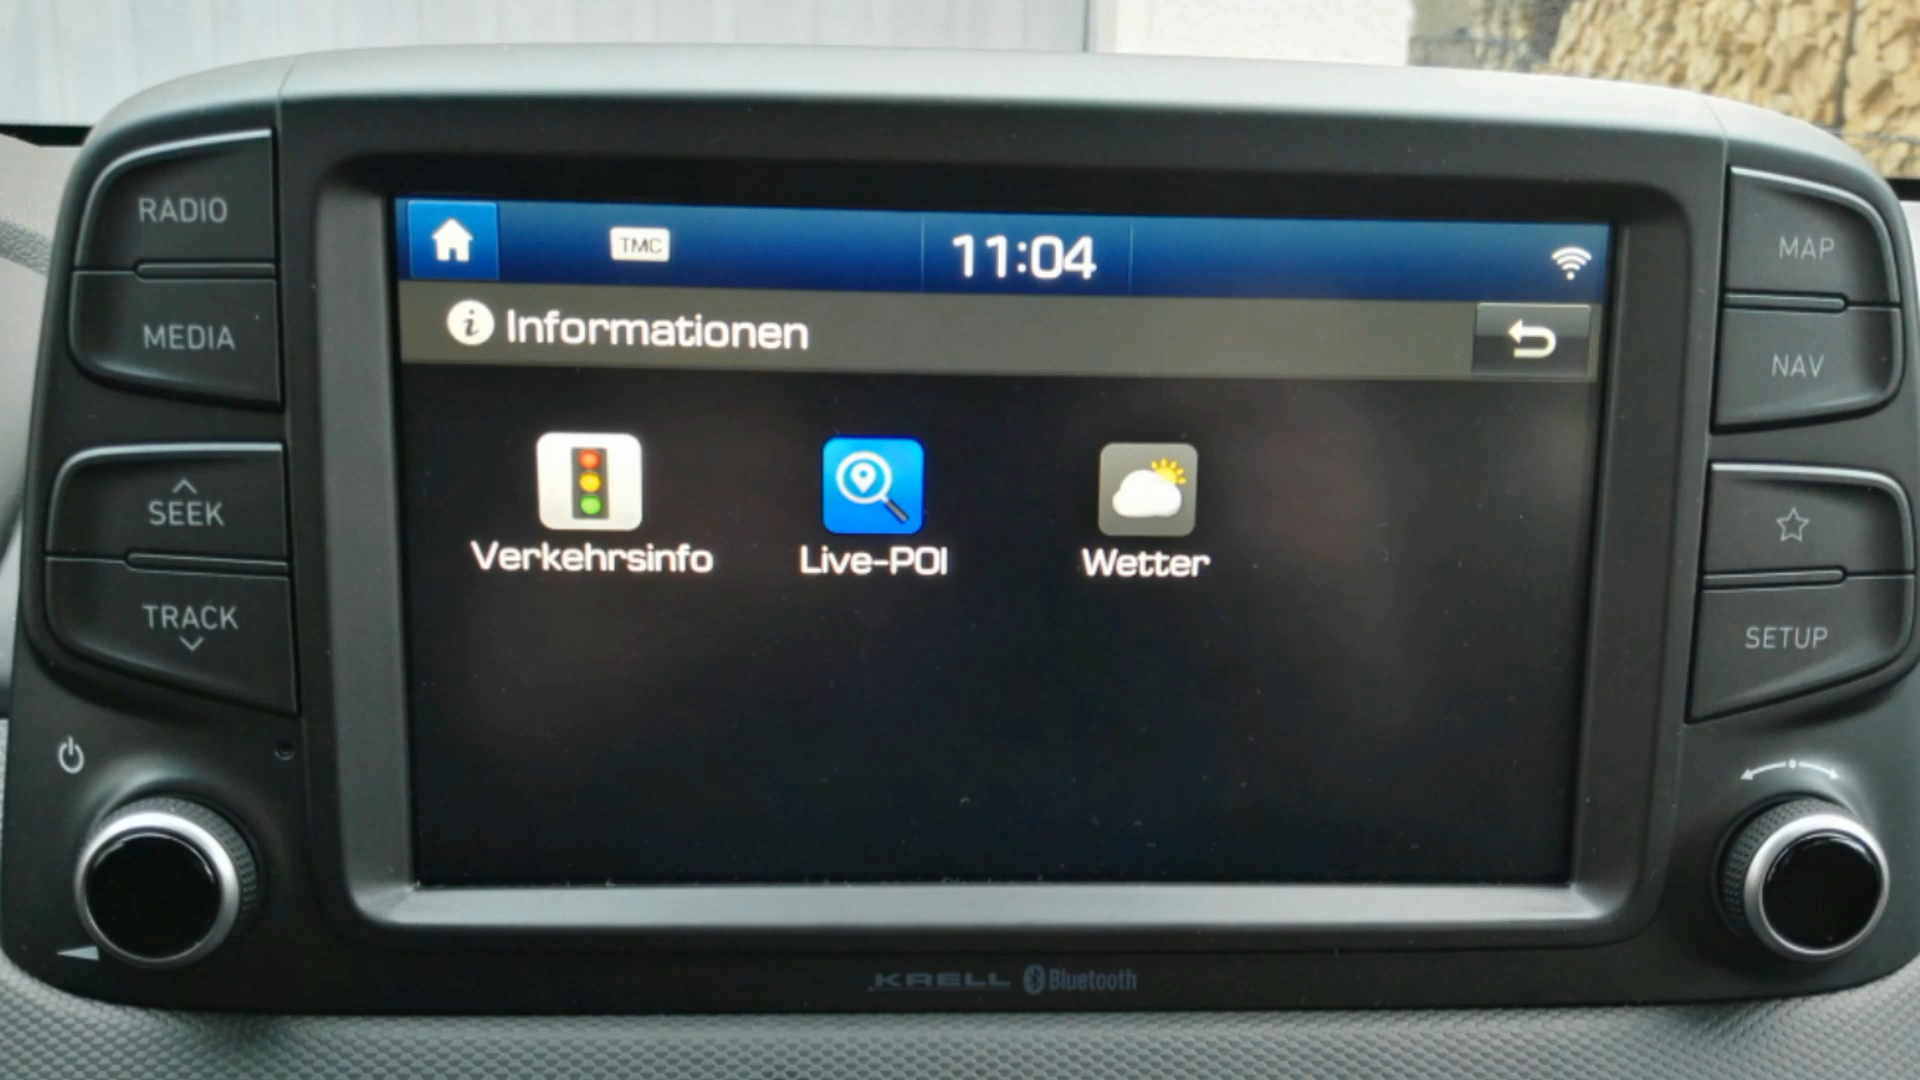 RADIO
MEDIA
SEEK
TRACK
TMC
11:04
Informationen
Verkehrsinfo
Live-POI
Wetter
MAP
NAV
SETUP
KRELL Bluetooth